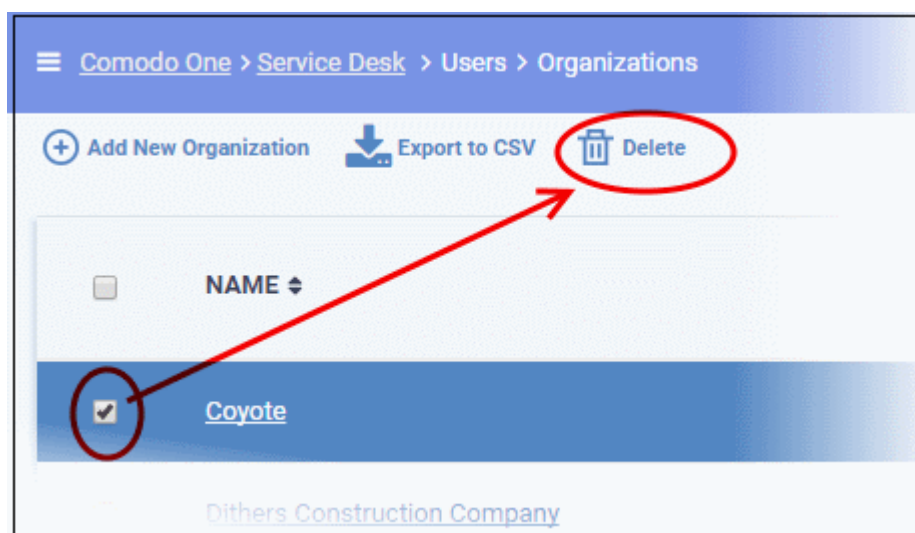 Comodo One > Service Desk > Users > Organizations
Add New Organization Export to CSV Delete
NAME
Coyote
Dithers Construction Company